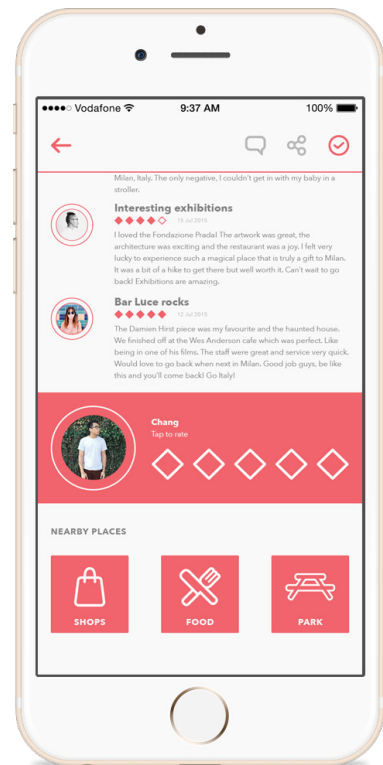 Vodafone
9:37 AM
100%
Milan, Italy. The only negative, I couldn't get in with my baby in a
stroller.
Interesting exhibitions
15 Jul 2015
I loved the Fondazione Prada! The artwork was great, the
architecture was exciting and the restaurant was a joy. I felt very
lucky to experience such a magical place that is truly a gift to Milan.
It was a bit of a hike to get there but well worth it. Can't wait to go
back! Exhibitions are amazing.
Bar Luce rocks
12 Jul 2015
The Damien Hirst piece was my favourite and the haunted house.
We finished off at the Wes Anderson cafe which was perfect. Like
being in one of his films. The staff were great and service very quick.
Would love to go back when next in Milan. Good job guys, be like
this and you'll come back! Go Italy!
Chang
Tap to rate
NEARBY PLACES
SHOPS
FOOD
PARK